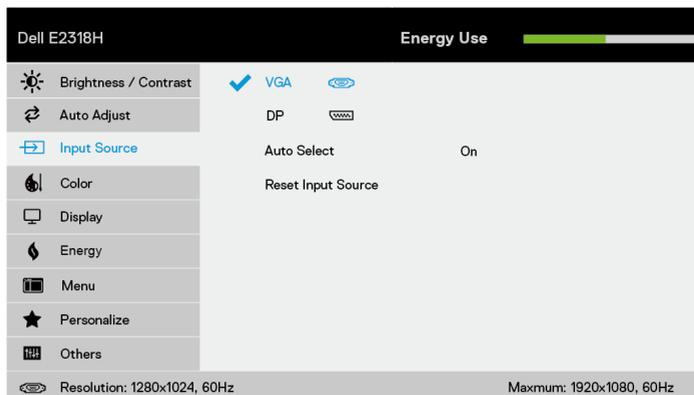 Dell E2318H Energy Use
Brightness / Contrast VGA
Auto Adjust DP
Input Source Auto Select On
Color Reset Input Source
Display
Energy
Menu
Personalize
Others
Resolution: 1280x1024, 60Hz Maxmum: 1920x1080, 60Hz